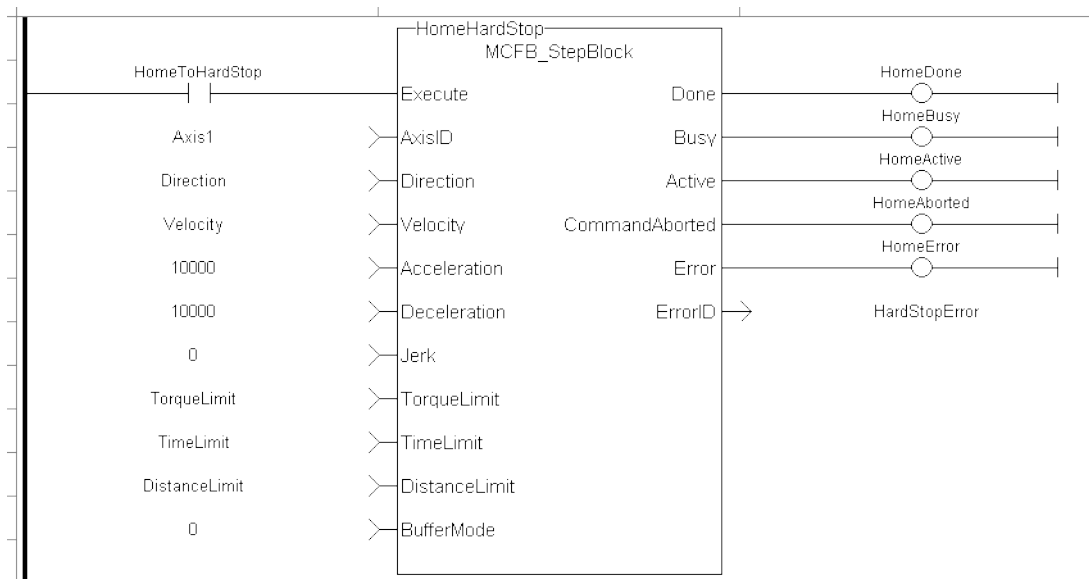 HomeHardStop
MCFB_StepBlock
HomeToHardStop
HomeDone
Execute
Done
HomeBusy
Axis1
AxisID
Busy
HomeActive
Direction
Direction
Active
HomeAborted
Velocity
Velocity
CommandAborted
HomeError
10000
Acceleration
Error
10000
Deceleration
ErrorID
HardStopError
0
Jerk
TorqueLimit
TorqueLimit
TimeLimit
TimeLimit
DistanceLimit
DistanceLimit
0
BufferMode